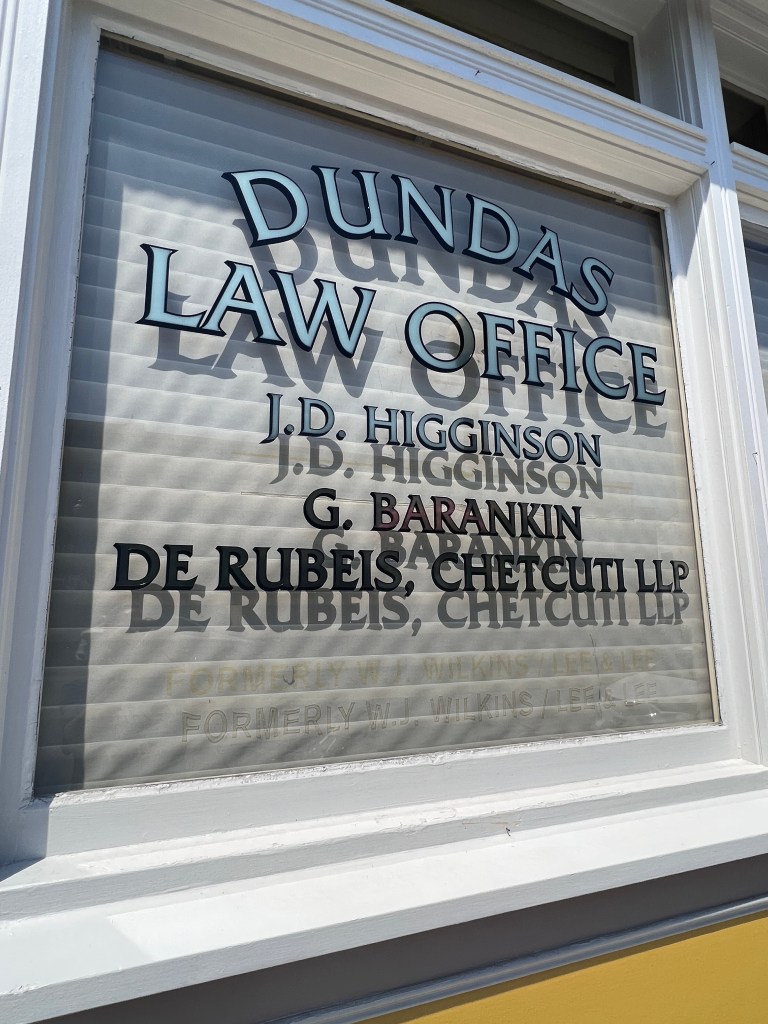 DUNDAS
LAW OFFICE
J.D. HIGGINSON
G. BARANKIN
DE RUBEIS, CHETCUTI LLP
FORMERLY W.J. WILKINS / LEE & LEE